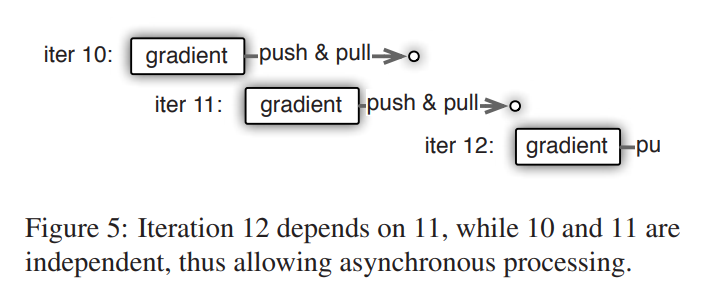 iter 10: gradient push & pull
iter 11: gradient push & pull
iter 12: gradient pu
Figure 5: Iteration 12 depends on 11, while 10 and 11 are
independent, thus allowing asynchronous processing.